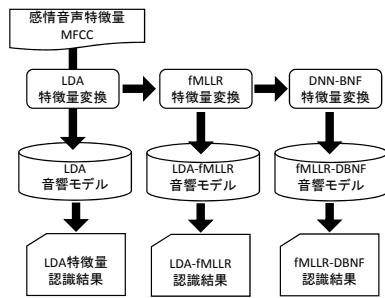 感情音声特徴量
MFCC
LDA
特徴量変換
fMLLR
特徴量変換
DNN-BNF
特徴量変換
LDA
音響モデル
LDA-fMLLR
音響モデル
fMLLR-DBNF
音響モデル
LDA特徴量
認識結果
LDA-fMLLR
認識結果
fMLLR-DBNF
認識結果